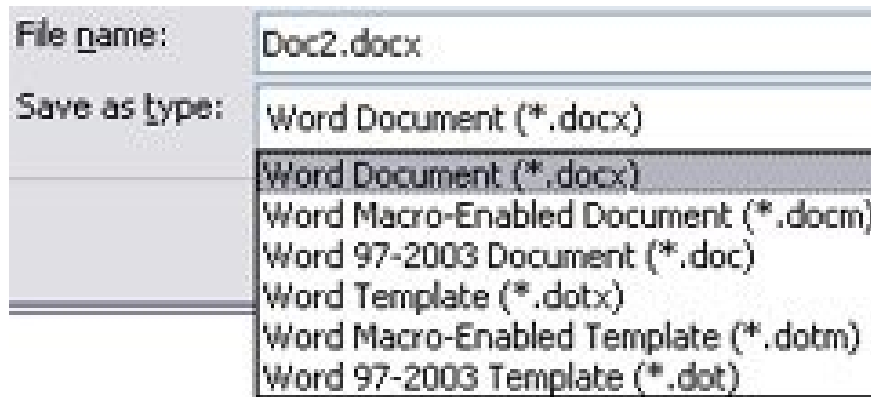 File name: Doc2.docx
Save as type: Word Document (*.docx)
Word Document (*.docx)
Word Macro-Enabled Document (*.docm)
Word 97-2003 Document (*.doc)
Word Template (*.dotx)
Word Macro-Enabled Template (*.dotm)
Word 97-2003 Template (*.dot)